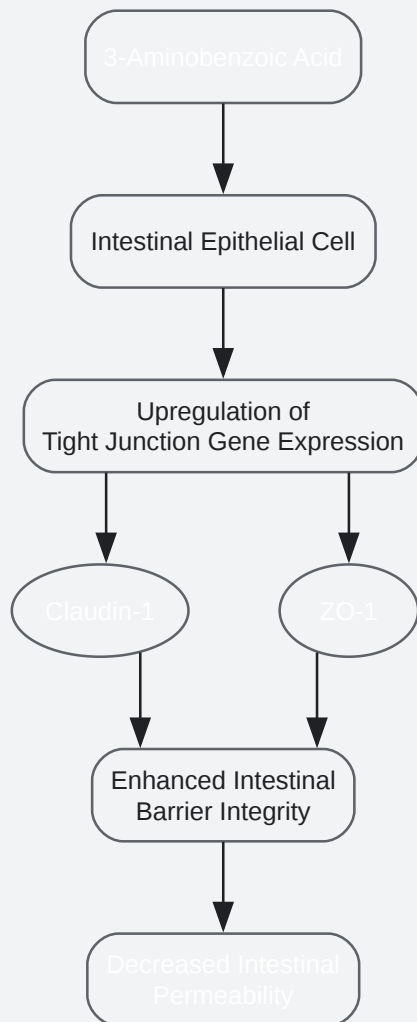 3-Aminobenzoic Acid
Intestinal Epithelial Cell
Upregulation of
Tight Junction Gene Expression
Claudin-1
ZO-1
Enhanced Intestinal
Barrier Integrity
Decreased Intestinal
Permeability